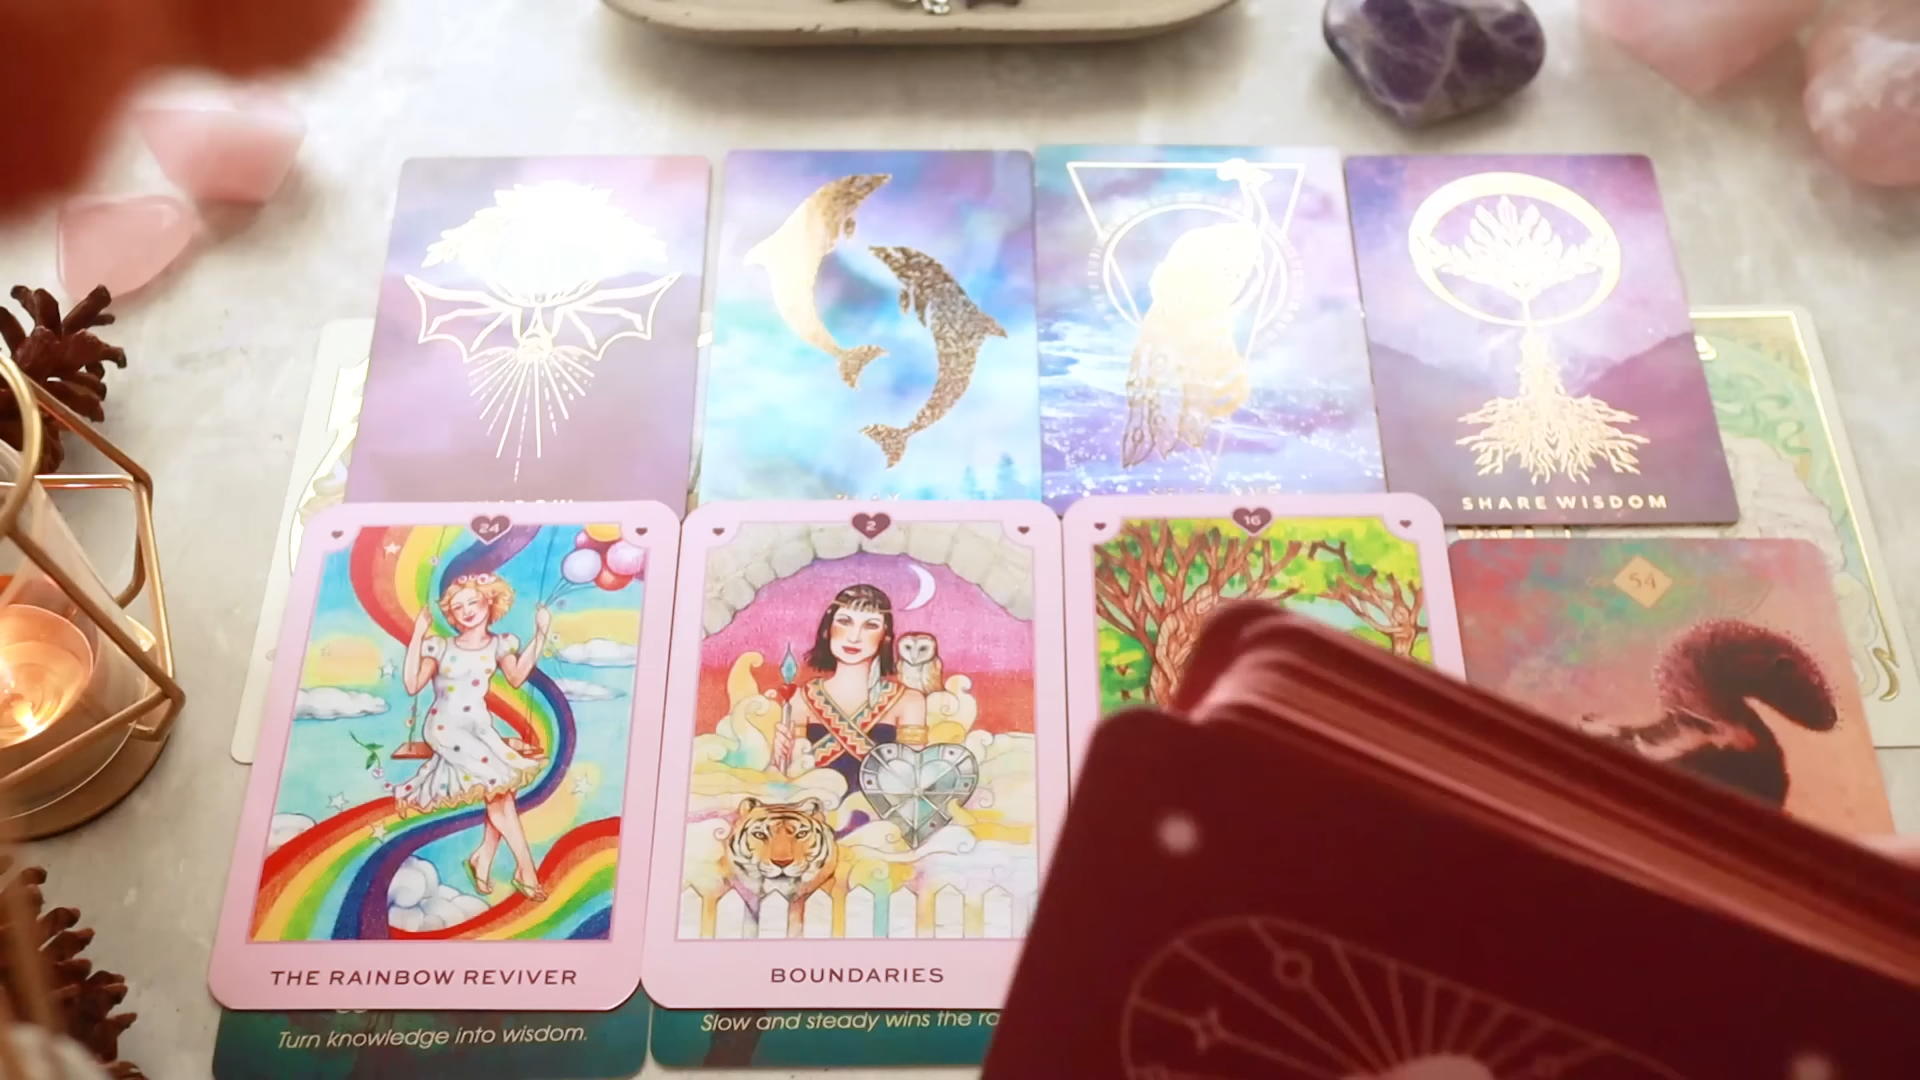 SHARE WISDOM
24
2
16
54
THE RAINBOW REVIVER
BOUNDARIES
Turn knowledge into wisdom.
Slow and steady wins the